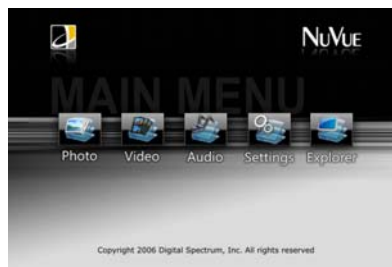 NUVUE
MAIN MENU
Photo Video Audio Settings Explorer
Copyright 2006 Digital Spectrum, Inc. All rights reserved